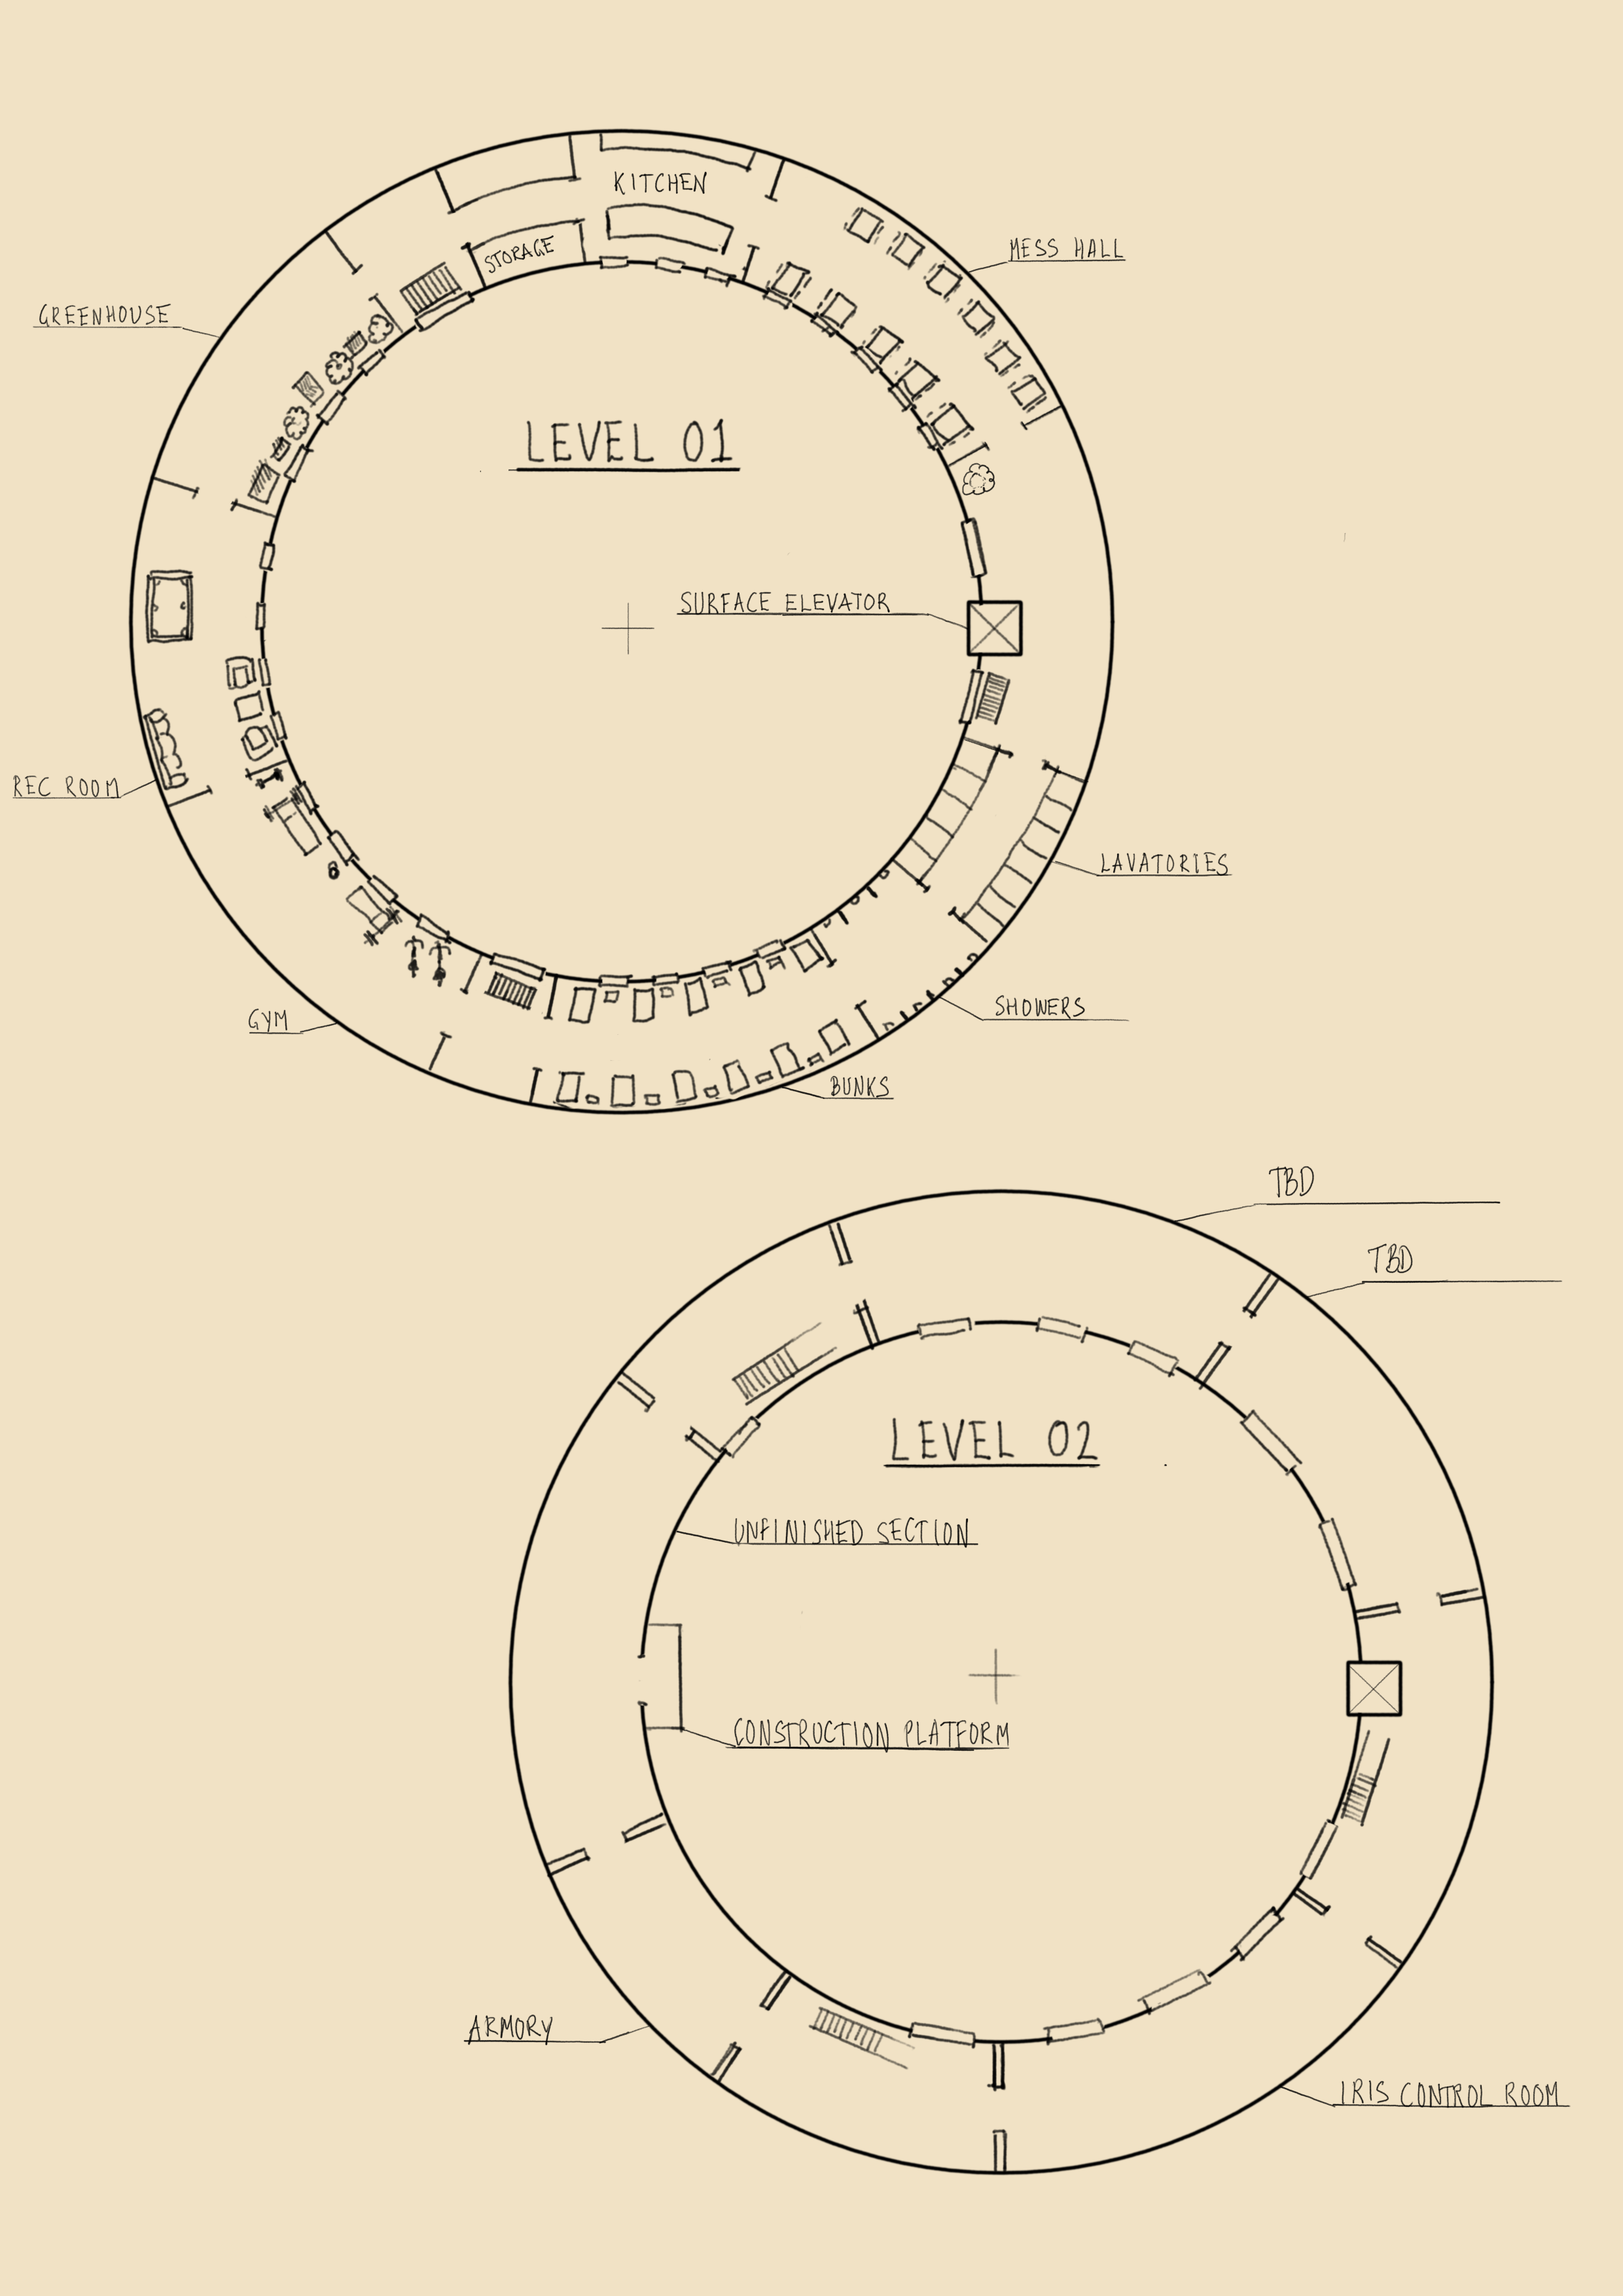 KITCHEN
STORAGE
MESS HALL
GREENHOUSE
LEVEL 01
SURFACE ELEVATOR
REC ROOM
LAVATORIES
SHOWERS
GYM
BUNKS
TBD
TBD
LEVEL 02
UNFINISHED SECTION
CONSTRUCTION PLATFORM
ARMORY
IRIS CONTROL ROOM